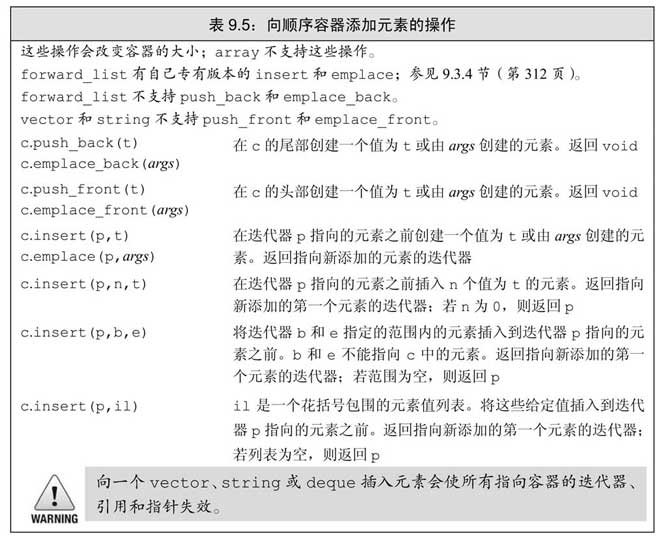 表 9.5：向顺序容器添加元素的操作
这些操作会改变容器的大小；array 不支持这些操作。
forward_list 有自己专有版本的 insert 和 emplace；参见 9.3.4 节（第 312 页）。
forward_list 不支持 push_back 和 emplace_back。
vector 和 string 不支持 push_front 和 emplace_front。
c.push_back(t) 在 c 的尾部创建一个值为 t 或由 args 创建的元素。返回 void
c.emplace_back(args)
c.push_front(t) 在 c 的头部创建一个值为 t 或由 args 创建的元素。返回 void
c.emplace_front(args)
c.insert(p,t) 在迭代器 p 指向的元素之前创建一个值为 t 或由 args 创建的元
c.emplace(p,args) 素。返回指向新添加的元素的迭代器
c.insert(p,n,t) 在迭代器 p 指向的元素之前插入 n 个值为 t 的元素。返回指向
新添加的第一个元素的迭代器；若 n 为 0，则返回 p
c.insert(p,b,e) 将迭代器 b 和 e 指定的范围内的元素插入到迭代器 p 指向的元
素之前。b 和 e 不能指向 c 中的元素。返回指向新添加的第一
个元素的迭代器；若范围为空，则返回 p
c.insert(p,il) il 是一个花括号包围的元素值列表。将这些给定值插入到迭代
器 p 指向的元素之前。返回指向新添加的第一个元素的迭代器；
若列表为空，则返回 p
向一个 vector、string 或 deque 插入元素会使所有指向容器的迭代器、
引用和指针失效。
WARNING